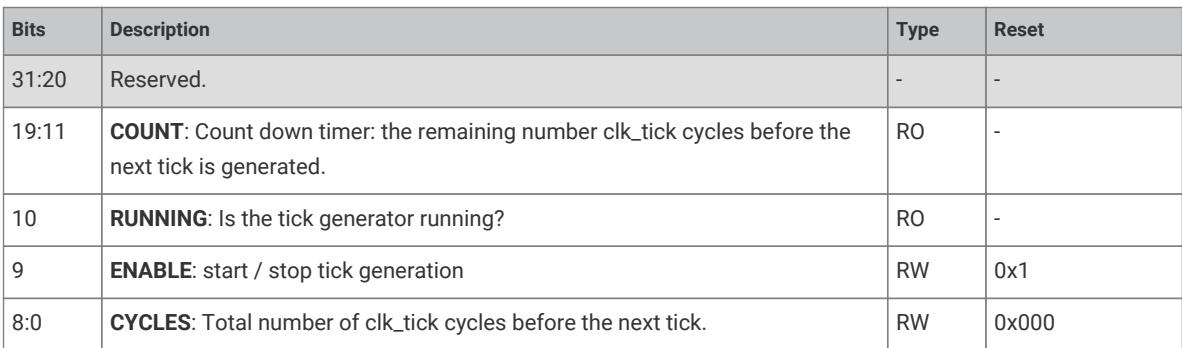 Bits Description Type Reset
31:20 Reserved. - -
19:11 COUNT: Count down timer: the remaining number clk_tick cycles before the RO -
next tick is generated.
10 RUNNING: Is the tick generator running? RO -
9 ENABLE: start / stop tick generation RW 0x1
8:0 CYCLES: Total number of clk_tick cycles before the next tick. RW 0x000